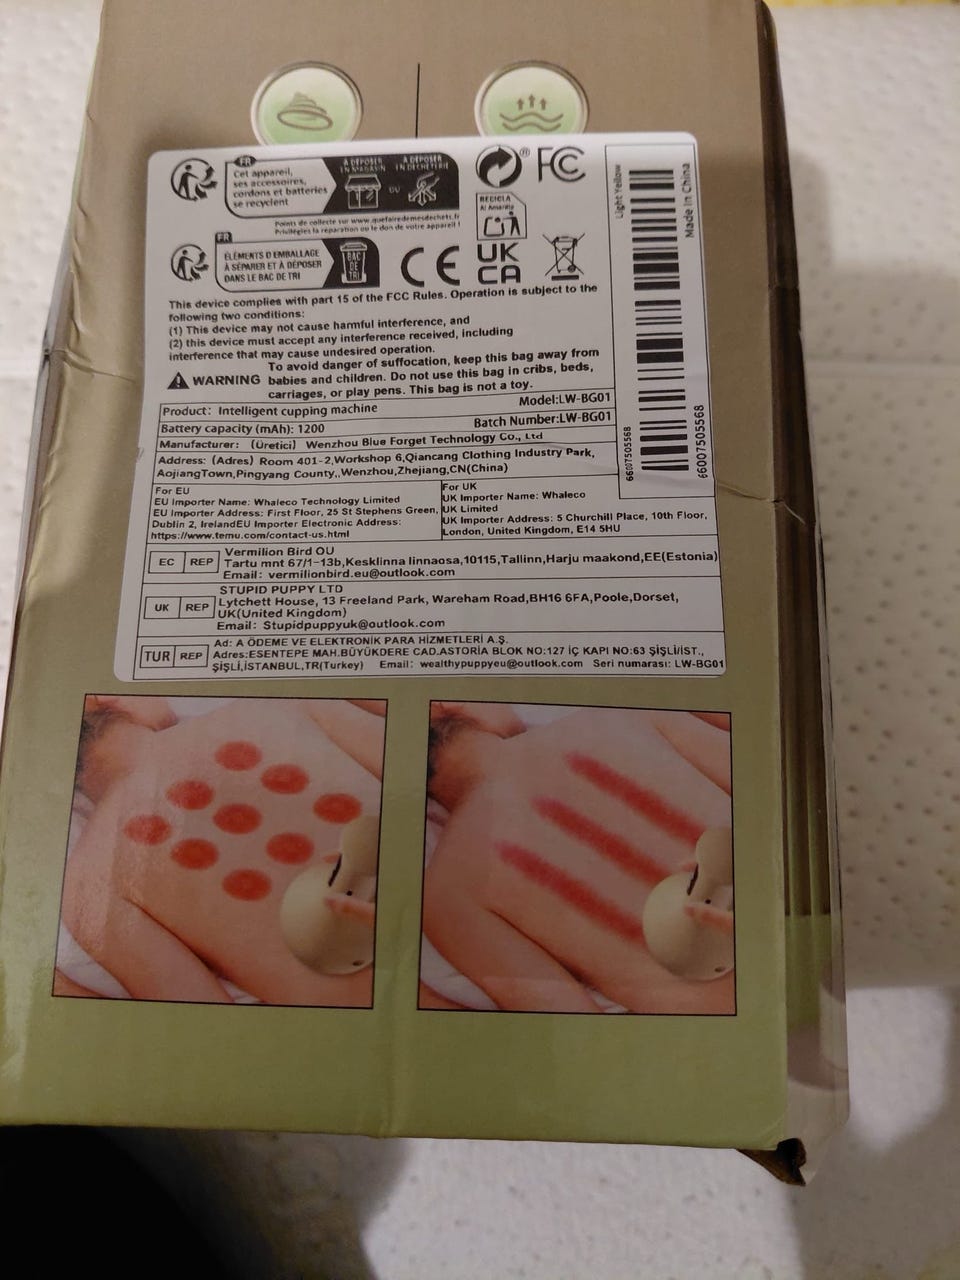 FR
Cet appareil,
ses accessoires,
cordons et batteries
se recyclent
À DÉPOSER
EN MAGASIN
OU
À DÉPOSER
EN DÉCHÈTERIE
Points de collecte sur www.quefairedemesdechets.fr
Privilégiez la réparation ou le don de votre appareil !
FR
ÉLÉMENTS D EMBALLAGE
À SÉPARER ET À DÉPOSER
DANS LE BAC DE TRI
BAC
DE
TRI
®
FC
RECICLA
Al Amarillo
CE
UK
CA
This device complies with part 15 of the FCC Rules. Operation is subject to the
following two conditions:
(1) This device may not cause harmful interference, and
(2) this device must accept any interference received, including
interference that may cause undesired operation.
WARNING To avoid danger of suffocation, keep this bag away from
babies and children. Do not use this bag in cribs, beds,
carriages, or play pens. This bag is not a toy.
Product: Intelligent cupping machine
Model:LW-BG01
Battery capacity (mAh): 1200
Batch Number:LW-BG01
Manufacturer: (Üretici) Wenzhou Blue Forget Technology Co., Ltd
Address: (Adres) Room 401-2,Workshop 6,Qiancang Clothing Industry Park,
AojiangTown,Pingyang County,,Wenzhou,Zhejiang,CN(China)
For EU
EU Importer Name: Whaleco Technology Limited
EU Importer Address: First Floor, 25 St Stephens Green,
Dublin 2, IrelandEU Importer Electronic Address:
https://www.temu.com/contact-us.html
For UK
UK Importer Name: Whaleco
UK Limited
UK Importer Address: 5 Churchill Place, 10th Floor,
London, United Kingdom, E14 5HU
EC REP
Vermilion Bird OU
Tartu mnt 67/1-13b,Kesklinna linnaosa,10115,Tallinn,Harju maakond,EE(Estonia)
Email: vermilionbird.eu@outlook.com
UK REP
STUPID PUPPY LTD
Lytchett House, 13 Freeland Park, Wareham Road,BH16 6FA,Poole,Dorset,
UK(United Kingdom)
Email: Stupidpuppyuk@outlook.com
TUR REP
Ad: A ÖDEME VE ELEKTRONİK PARA HİZMETLERİ A.Ş.
Adres:ESENTEPE MAH.BÜYÜKDERE CAD.ASTORİA BLOK NO:127 İÇ KAPI NO:63 ŞİŞLİ/İST.,
ŞİŞLİ,İSTANBUL,TR(Turkey) Email: wealthypuppyeu@outlook.com Seri numarası: LW-BG01
Light Yellow
Made in China
66007505568
66007505568